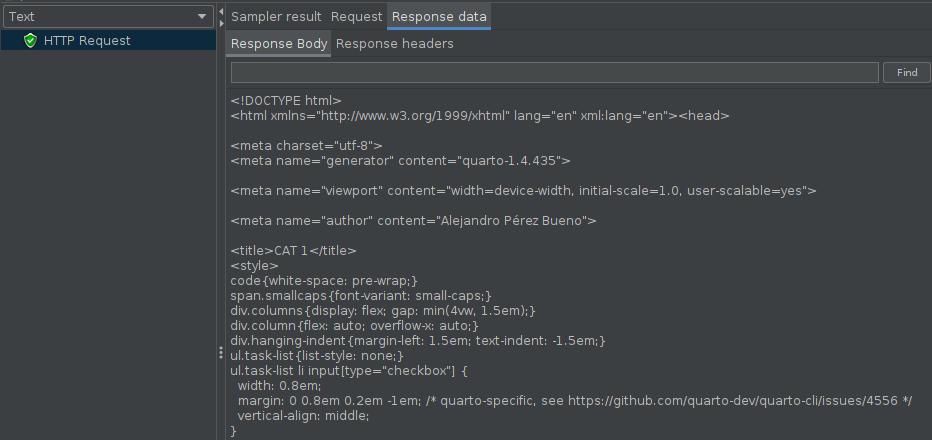 Text
HTTP Request
Sampler result Request Response data
Response Body Response headers
Find
<!DOCTYPE html>
<html xmlns="http://www.w3.org/1999/xhtml" lang="en" xml:lang="en"><head>
<meta charset="utf-8">
<meta name="generator" content="quarto-1.4.435">
<meta name="viewport" content="width=device-width, initial-scale=1.0, user-scalable=yes">
<meta name="author" content="Alejandro Pérez Bueno">
<title>CAT 1</title>
<style>
code{white-space: pre-wrap;}
span.smallcaps{font-variant: small-caps;}
div.columns{display: flex; gap: min(4vw, 1.5em);}
div.column{flex: auto; overflow-x: auto;}
div.hanging-indent{margin-left: 1.5em; text-indent: -1.5em;}
ul.task-list{list-style: none;}
ul.task-list li input[type="checkbox"] {
  width: 0.8em;
  margin: 0 0.8em 0.2em -1em; /* quarto-specific, see https://github.com/quarto-dev/quarto-cli/issues/4556 */
  vertical-align: middle;
}